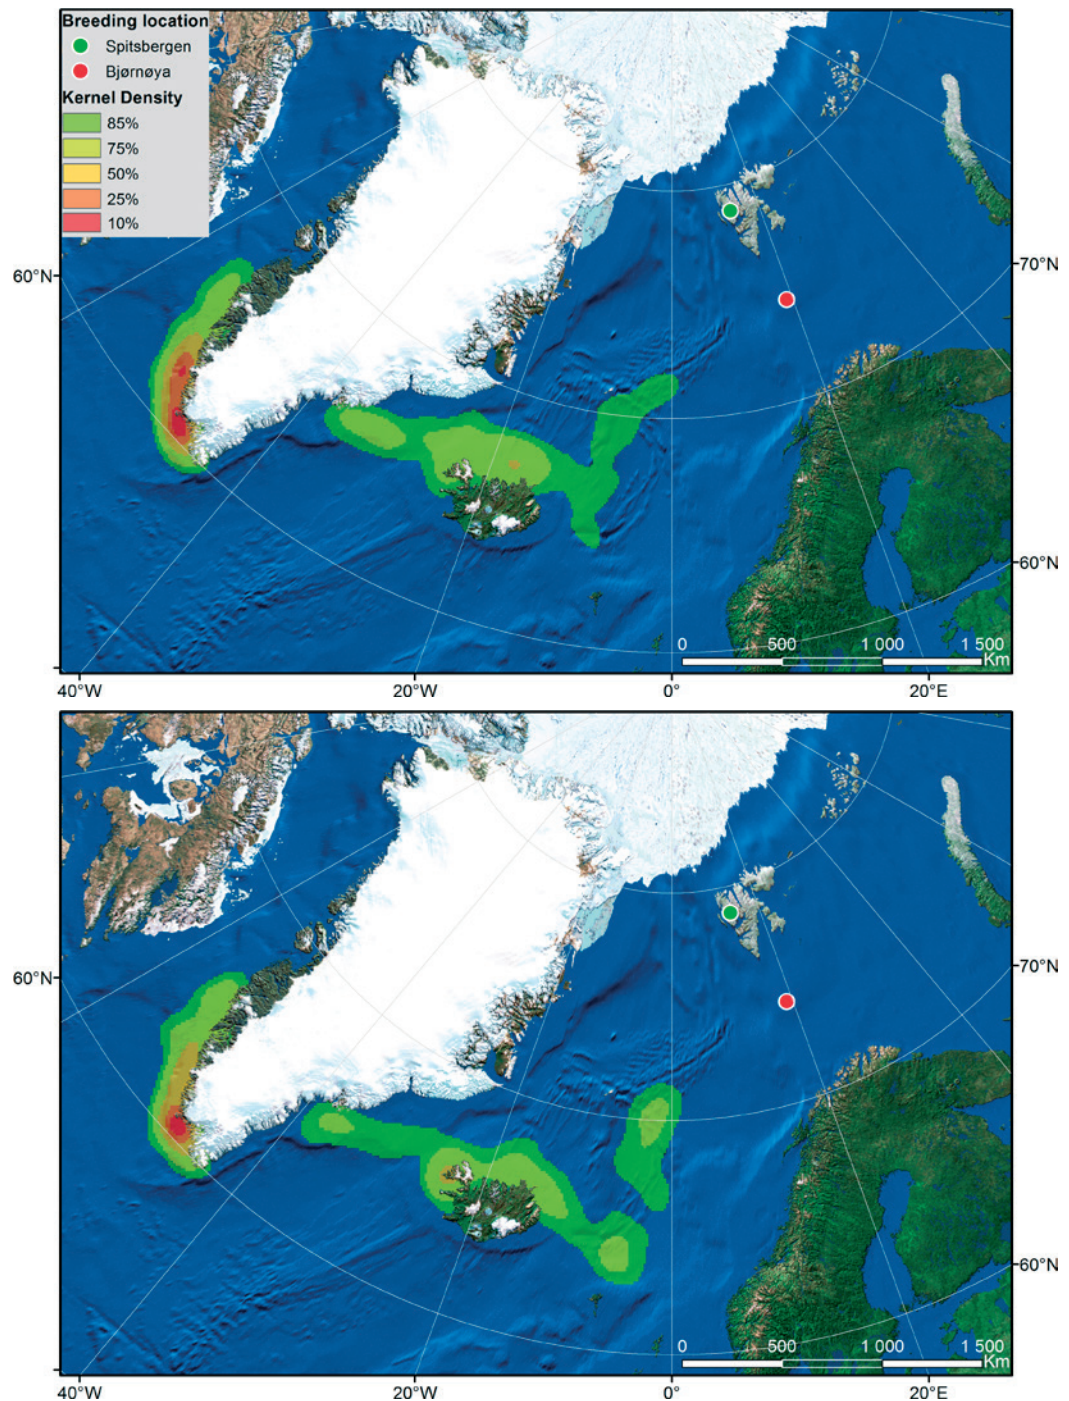 Breeding location
Spitsbergen
Bjørnøya
Kernel Density
85%
75%
50%
25%
10%
60°N
70°N
60°N
0 500 1 000 1 500
Km
40°W 20°W 0° 20°E
60°N
70°N
60°N
0 500 1 000 1 500
Km
40°W 20°W 0° 20°E